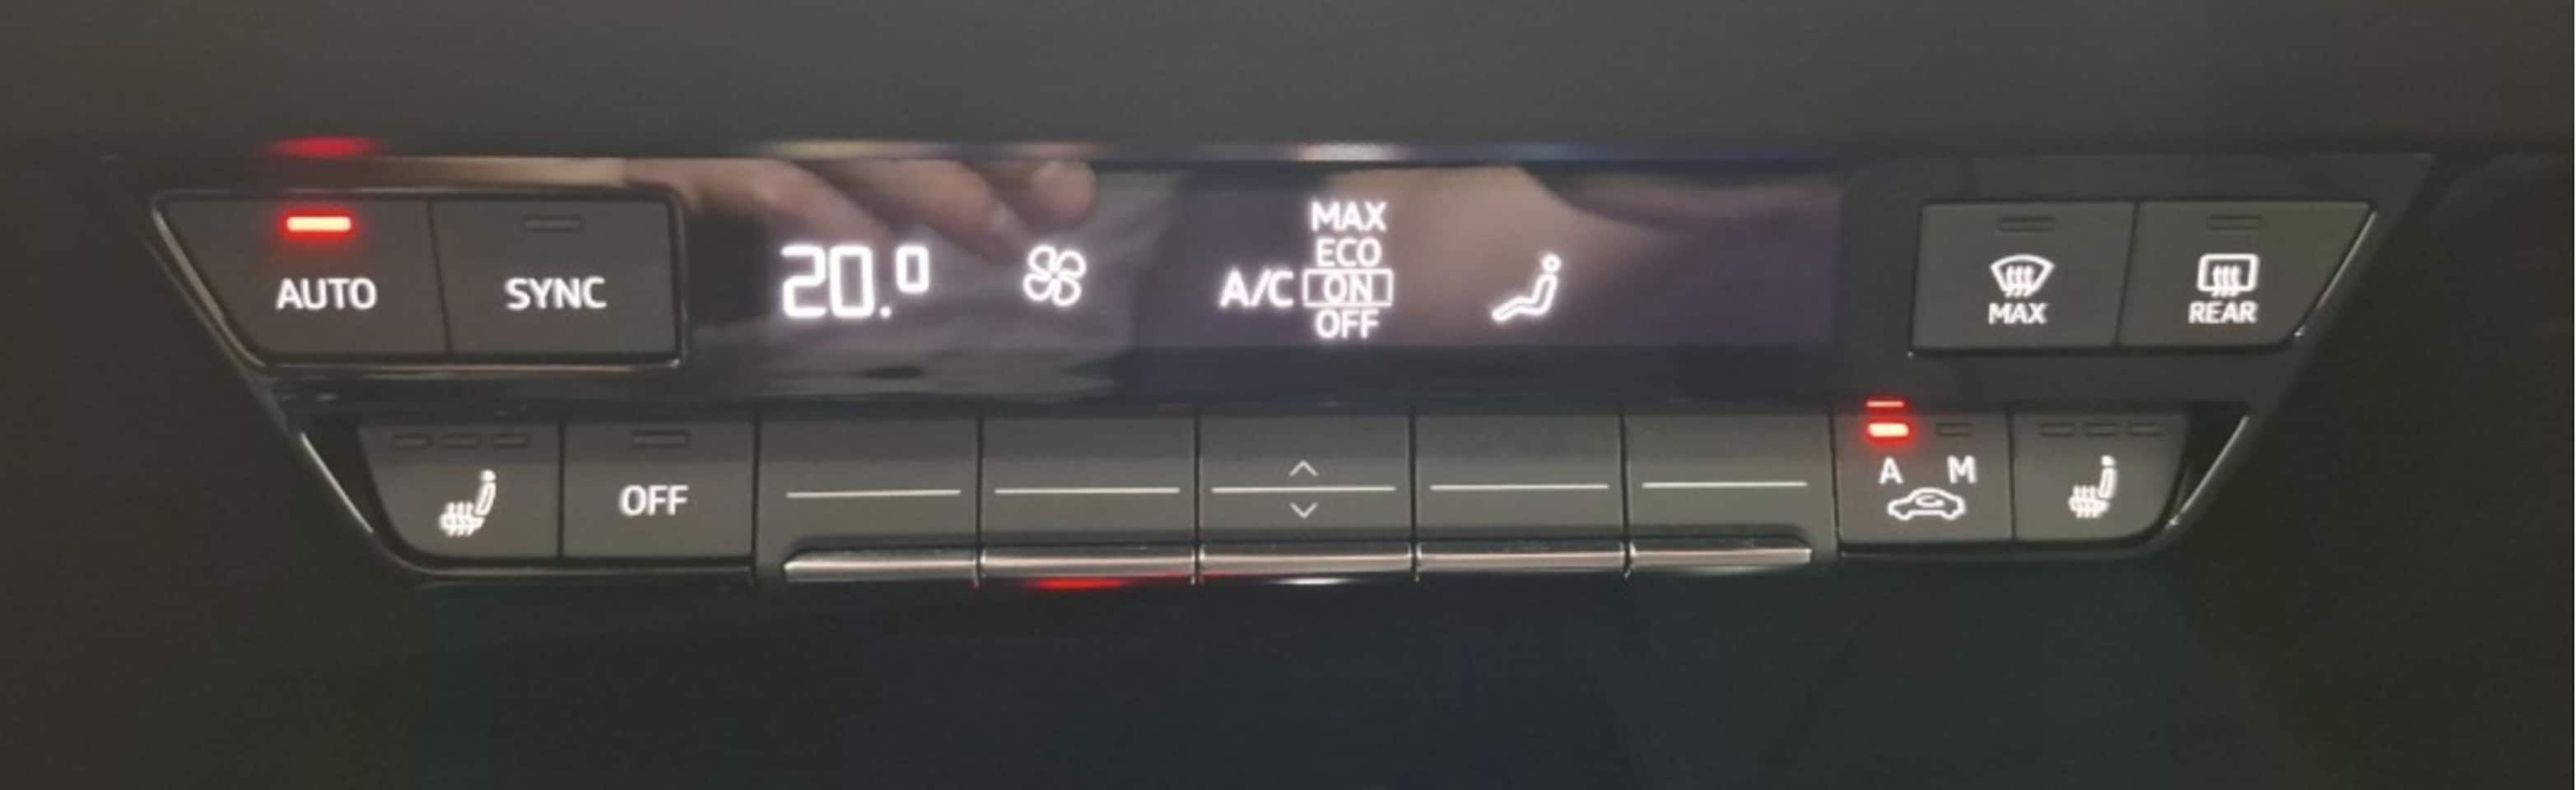 AUTO SYNC
20.0
MAX
ECO
A/C ON
OFF
MAX
REAR
OFF
A M